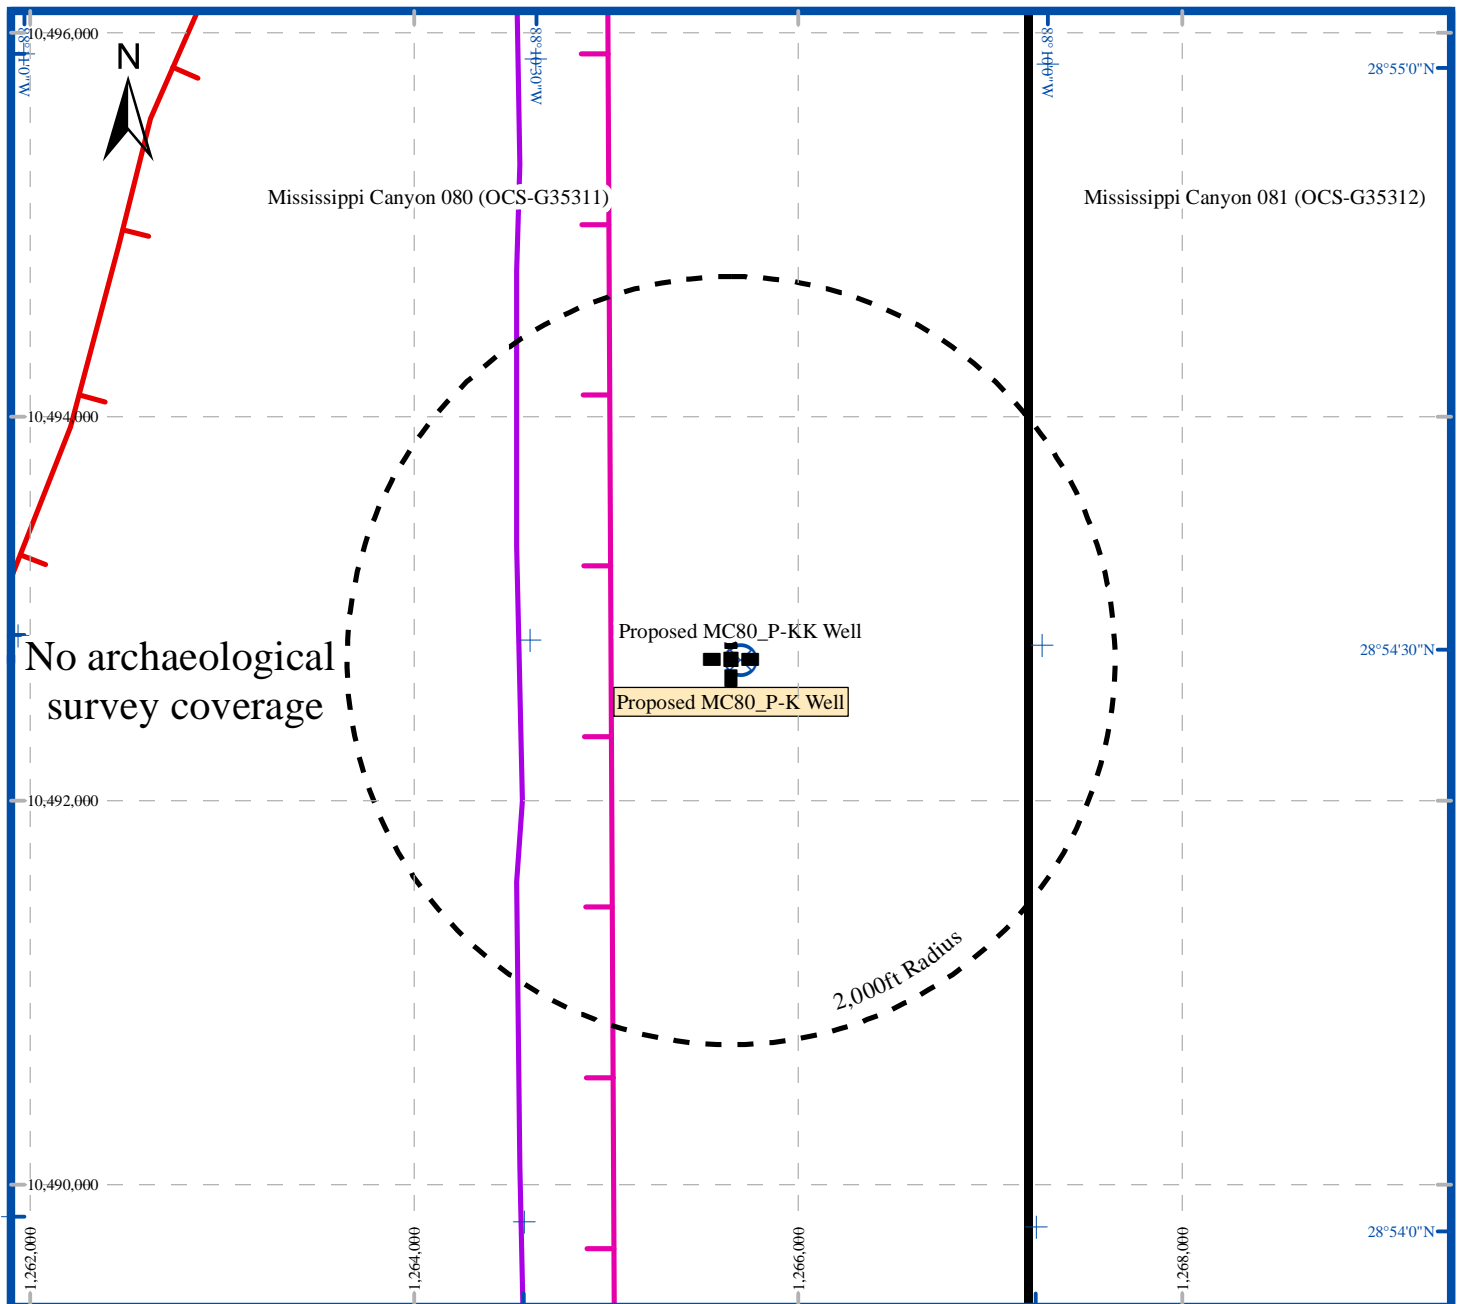 10,496,000
88°11'0"W
88°10'30"W
88°10'0"W
28°55'0"N
N
Mississippi Canyon 080 (OCS-G35311)
Mississippi Canyon 081 (OCS-G35312)
10,494,000
Proposed MC80_P-KK Well
28°54'30"N
No archaeological
survey coverage
Proposed MC80_P-K Well
10,492,000
2,000ft Radius
10,490,000
28°54'0"N
1,262,000
1,264,000
1,266,000
1,268,000